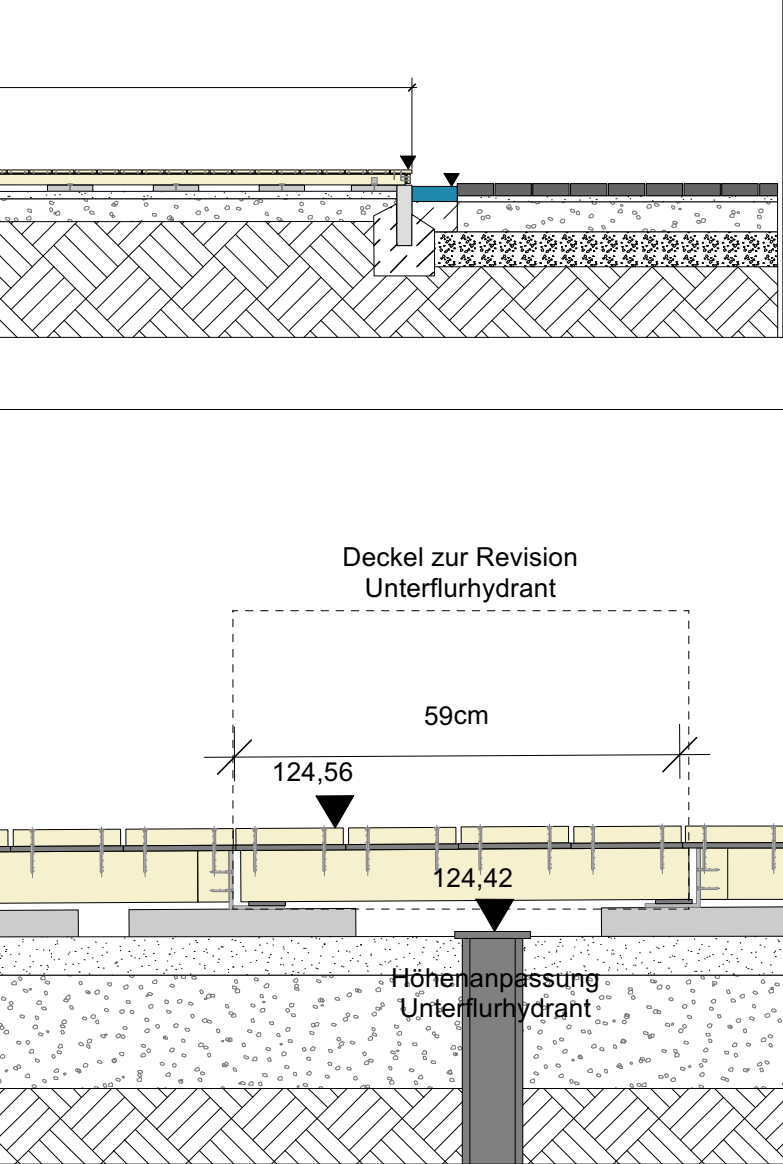 Deckel zur Revision
Unterflurhydrant
59cm
124,56
124,42
Höhenanpassung
Unterflurhydrant